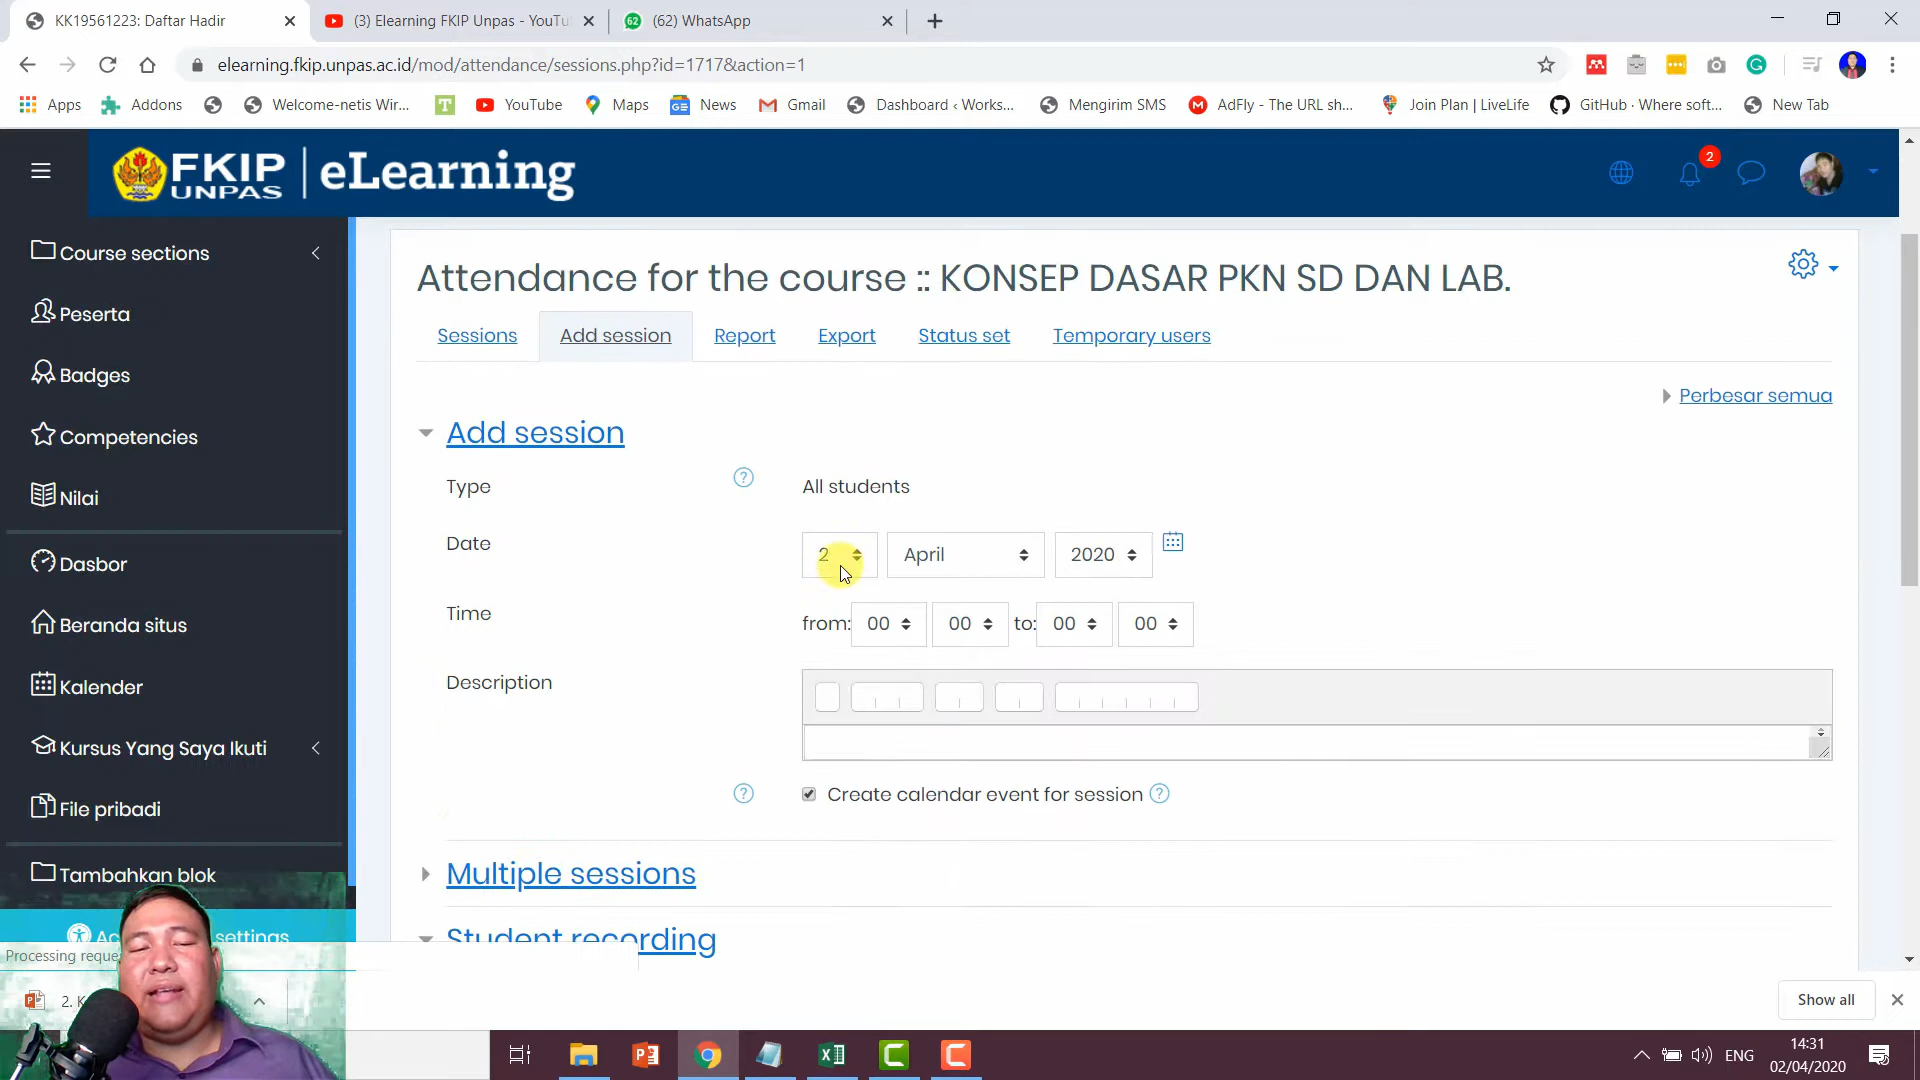 KK19561223: Daftar Hadir
(3) Elearning FKIP Unpas - YouTu
62
(62) WhatsApp
elearning.fkip.unpas.ac.id/mod/attendance/sessions.php?id=1717&action=1
Apps
Addons
Welcome-netis Wir...
T
YouTube
Maps
News
Gmail
Dashboard ‹ Works...
Mengirim SMS
AdFly - The URL sh...
Join Plan | LiveLife
GitHub · Where soft...
New Tab
FKIP UNPAS | eLearning
2
Course sections
Peserta
Badges
Competencies
Nilai
Dasbor
Beranda situs
Kalender
Kursus Yang Saya Ikuti
File pribadi
Tambahkan blok
settings
Processing reque
2. K
Attendance for the course :: KONSEP DASAR PKN SD DAN LAB.
Sessions
Add session
Report
Export
Status set
Temporary users
Perbesar semua
Add session
Type
All students
Date
2
April
2020
Time
from: 00 00 to: 00 00
Description
Create calendar event for session
Multiple sessions
Student recording
Show all
ENG
14:31
02/04/2020